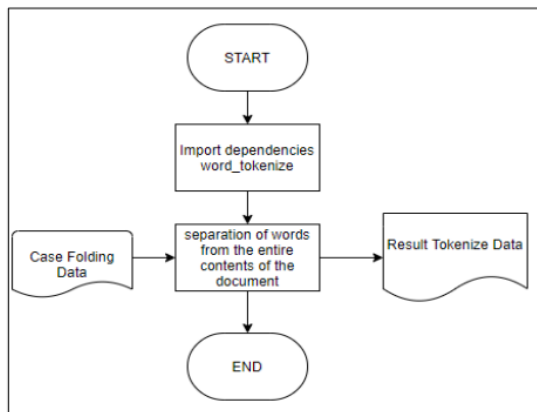 START
Import dependencies
word_tokenize
separation of words
from the entire
contents of the
document
Case Folding
Data
Result Tokenize Data
END